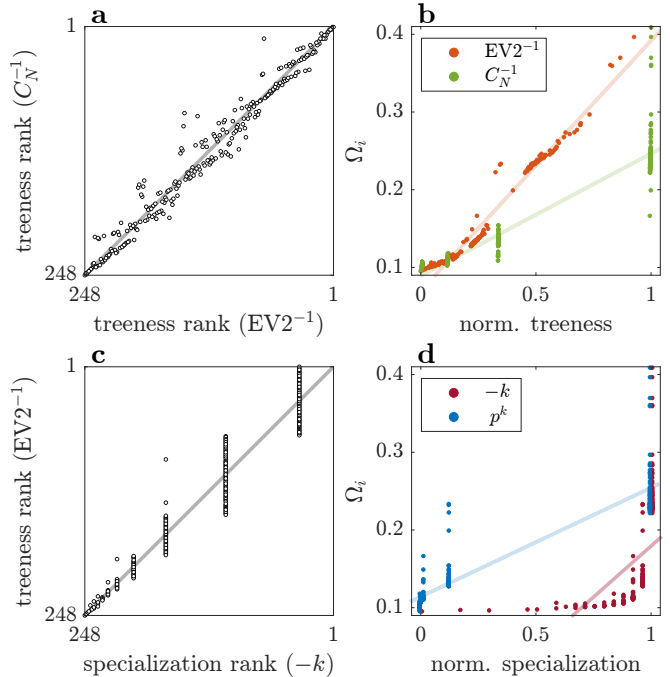 a
1
248
248
1
treeness rank (C_N^{-1})
treeness rank (EV2⁻¹)
b
EV2⁻¹
C_N^{-1}
0.4
0.3
0.2
0.1
Ω_i
0
0.5
1
norm. treeness
c
1
248
248
1
treeness rank (EV2⁻¹)
specialization rank (−k)
d
−k
p^k
0.4
0.3
0.2
0.1
Ω_i
0
0.5
1
norm. specialization